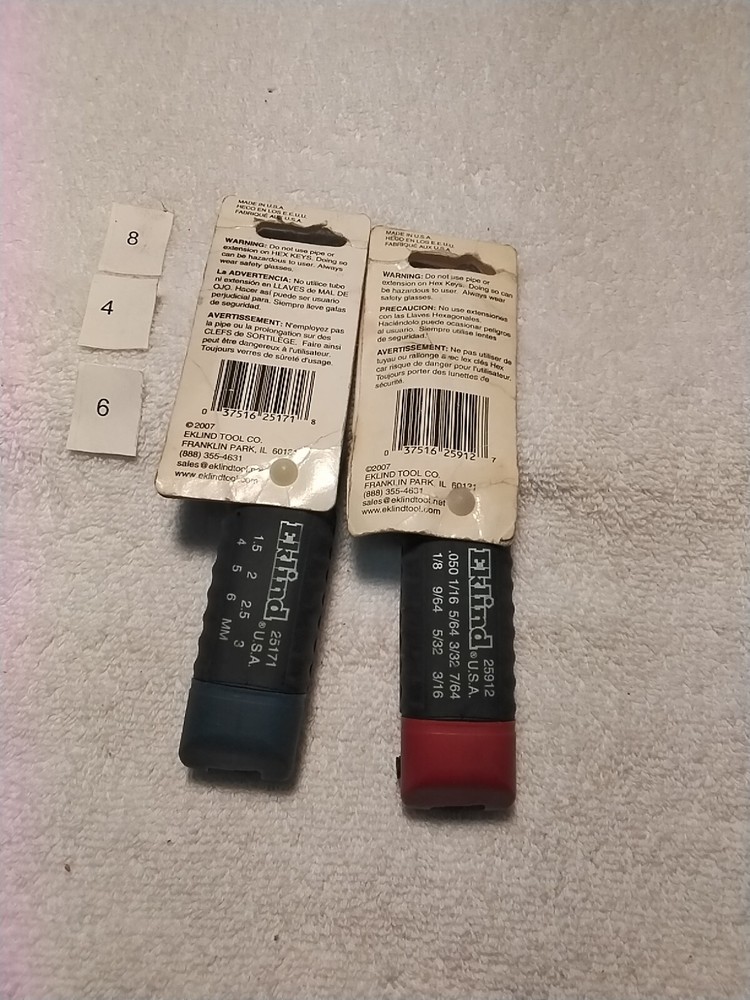 8
4
6
MADE IN U.S.A.
HECO EN LOS E.E.U.U.
FABRIQUÉ AUX U.S.A.
WARNING: Do not use pipe or
extension on HEX KEYS. Doing so
can be hazardous to user. Always
wear safety glasses.
La ADVERTENCIA: No utilice tubo
ni extensión en LLAVES de MAL DE
OJO. Hacer así puede ser usuario
perjudicial para. Siempre lleve gafas
de seguridad.
AVERTISSEMENT: N'employez pas
la pipe ou la prolongation sur des
CLEFS de SORTILÈGE. Faire ainsi
peut être dangereux à l'utilisateur.
Toujours verres de sûreté d'usage.
0 37516 25171 8
©2007
EKLIND TOOL CO.
FRANKLIN PARK, IL 60131
(888) 355-4631
sales@eklindtool.net
www.eklindtool.com
Eklind
®
25171
U.S.A.
1.5 2 2.5 3
4 5 6 MM
MADE IN U.S.A.
HECO EN LOS E.E.U.U.
FABRIQUÉ AUX U.S.A.
WARNING: Do not use pipe or
extension on Hex Keys. Doing so can
be hazardous to user. Always wear
safety glasses.
PRECAUCION: No use extensiones
con las Llaves Hexagonales.
Haciéndolo puede ocasionar peligros
al usuario. Siempre utilise lentes
de seguridad.
AVERTISSEMENT: Ne pas utiliser de
tuyau ou rallonge avec lex clés Hex
car risque de danger pour l'utilisateur.
Toujours porter des lunettes de
sécurité.
0 37516 25912 7
©2007
EKLIND TOOL CO.
FRANKLIN PARK, IL 60131
(888) 355-4631
sales@eklindtool.net
www.eklindtool.com
Eklind
®
25912
U.S.A.
.050 1/16 5/64 3/32 7/64
1/8 9/64 5/32 3/16